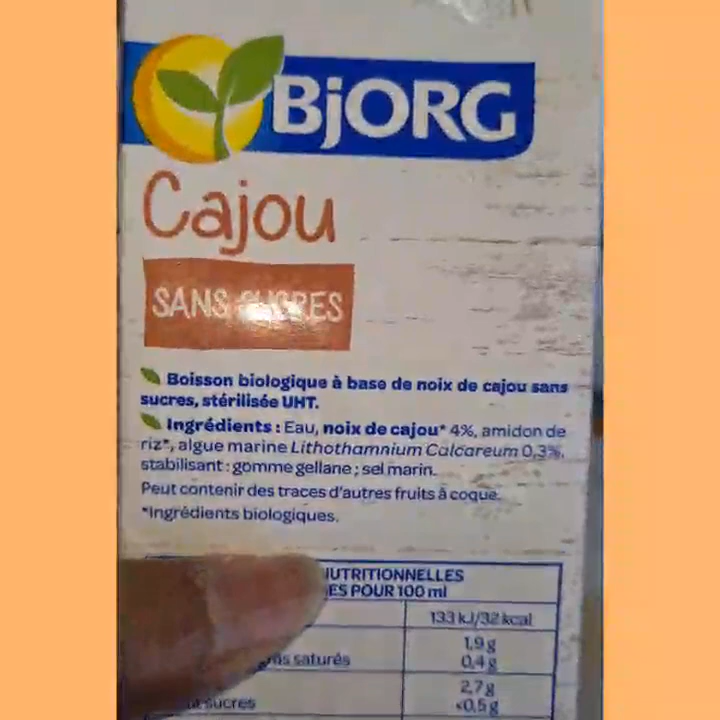 BjORG
Cajou
SANS SUCRES
Boisson biologique à base de noix de cajou sans
sucres, stérilisée UHT.
Ingrédients : Eau, noix de cajou* 4%, amidon de
riz*, algue marine Lithothamnium Calcareum 0,3%,
stabilisant : gomme gellane ; sel marin.
Peut contenir des traces d'autres fruits à coque.
*Ingrédients biologiques.
NUTRITIONNELLES
POUR 100 ml
133 kJ/32 kcal
1,9 g
saturés 0,4 g
2,7 g
sucres <0,5 g